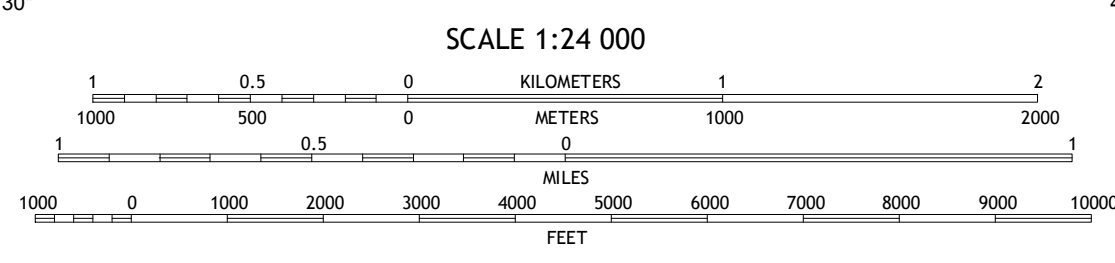 30
SCALE 1:24 000
1 0.5 0 KILOMETERS 1 2
1000 500 0 METERS 1000 2000
1 0.5 0 1
MILES
1000 0 1000 2000 3000 4000 5000 6000 7000 8000 9000 10000
FEET